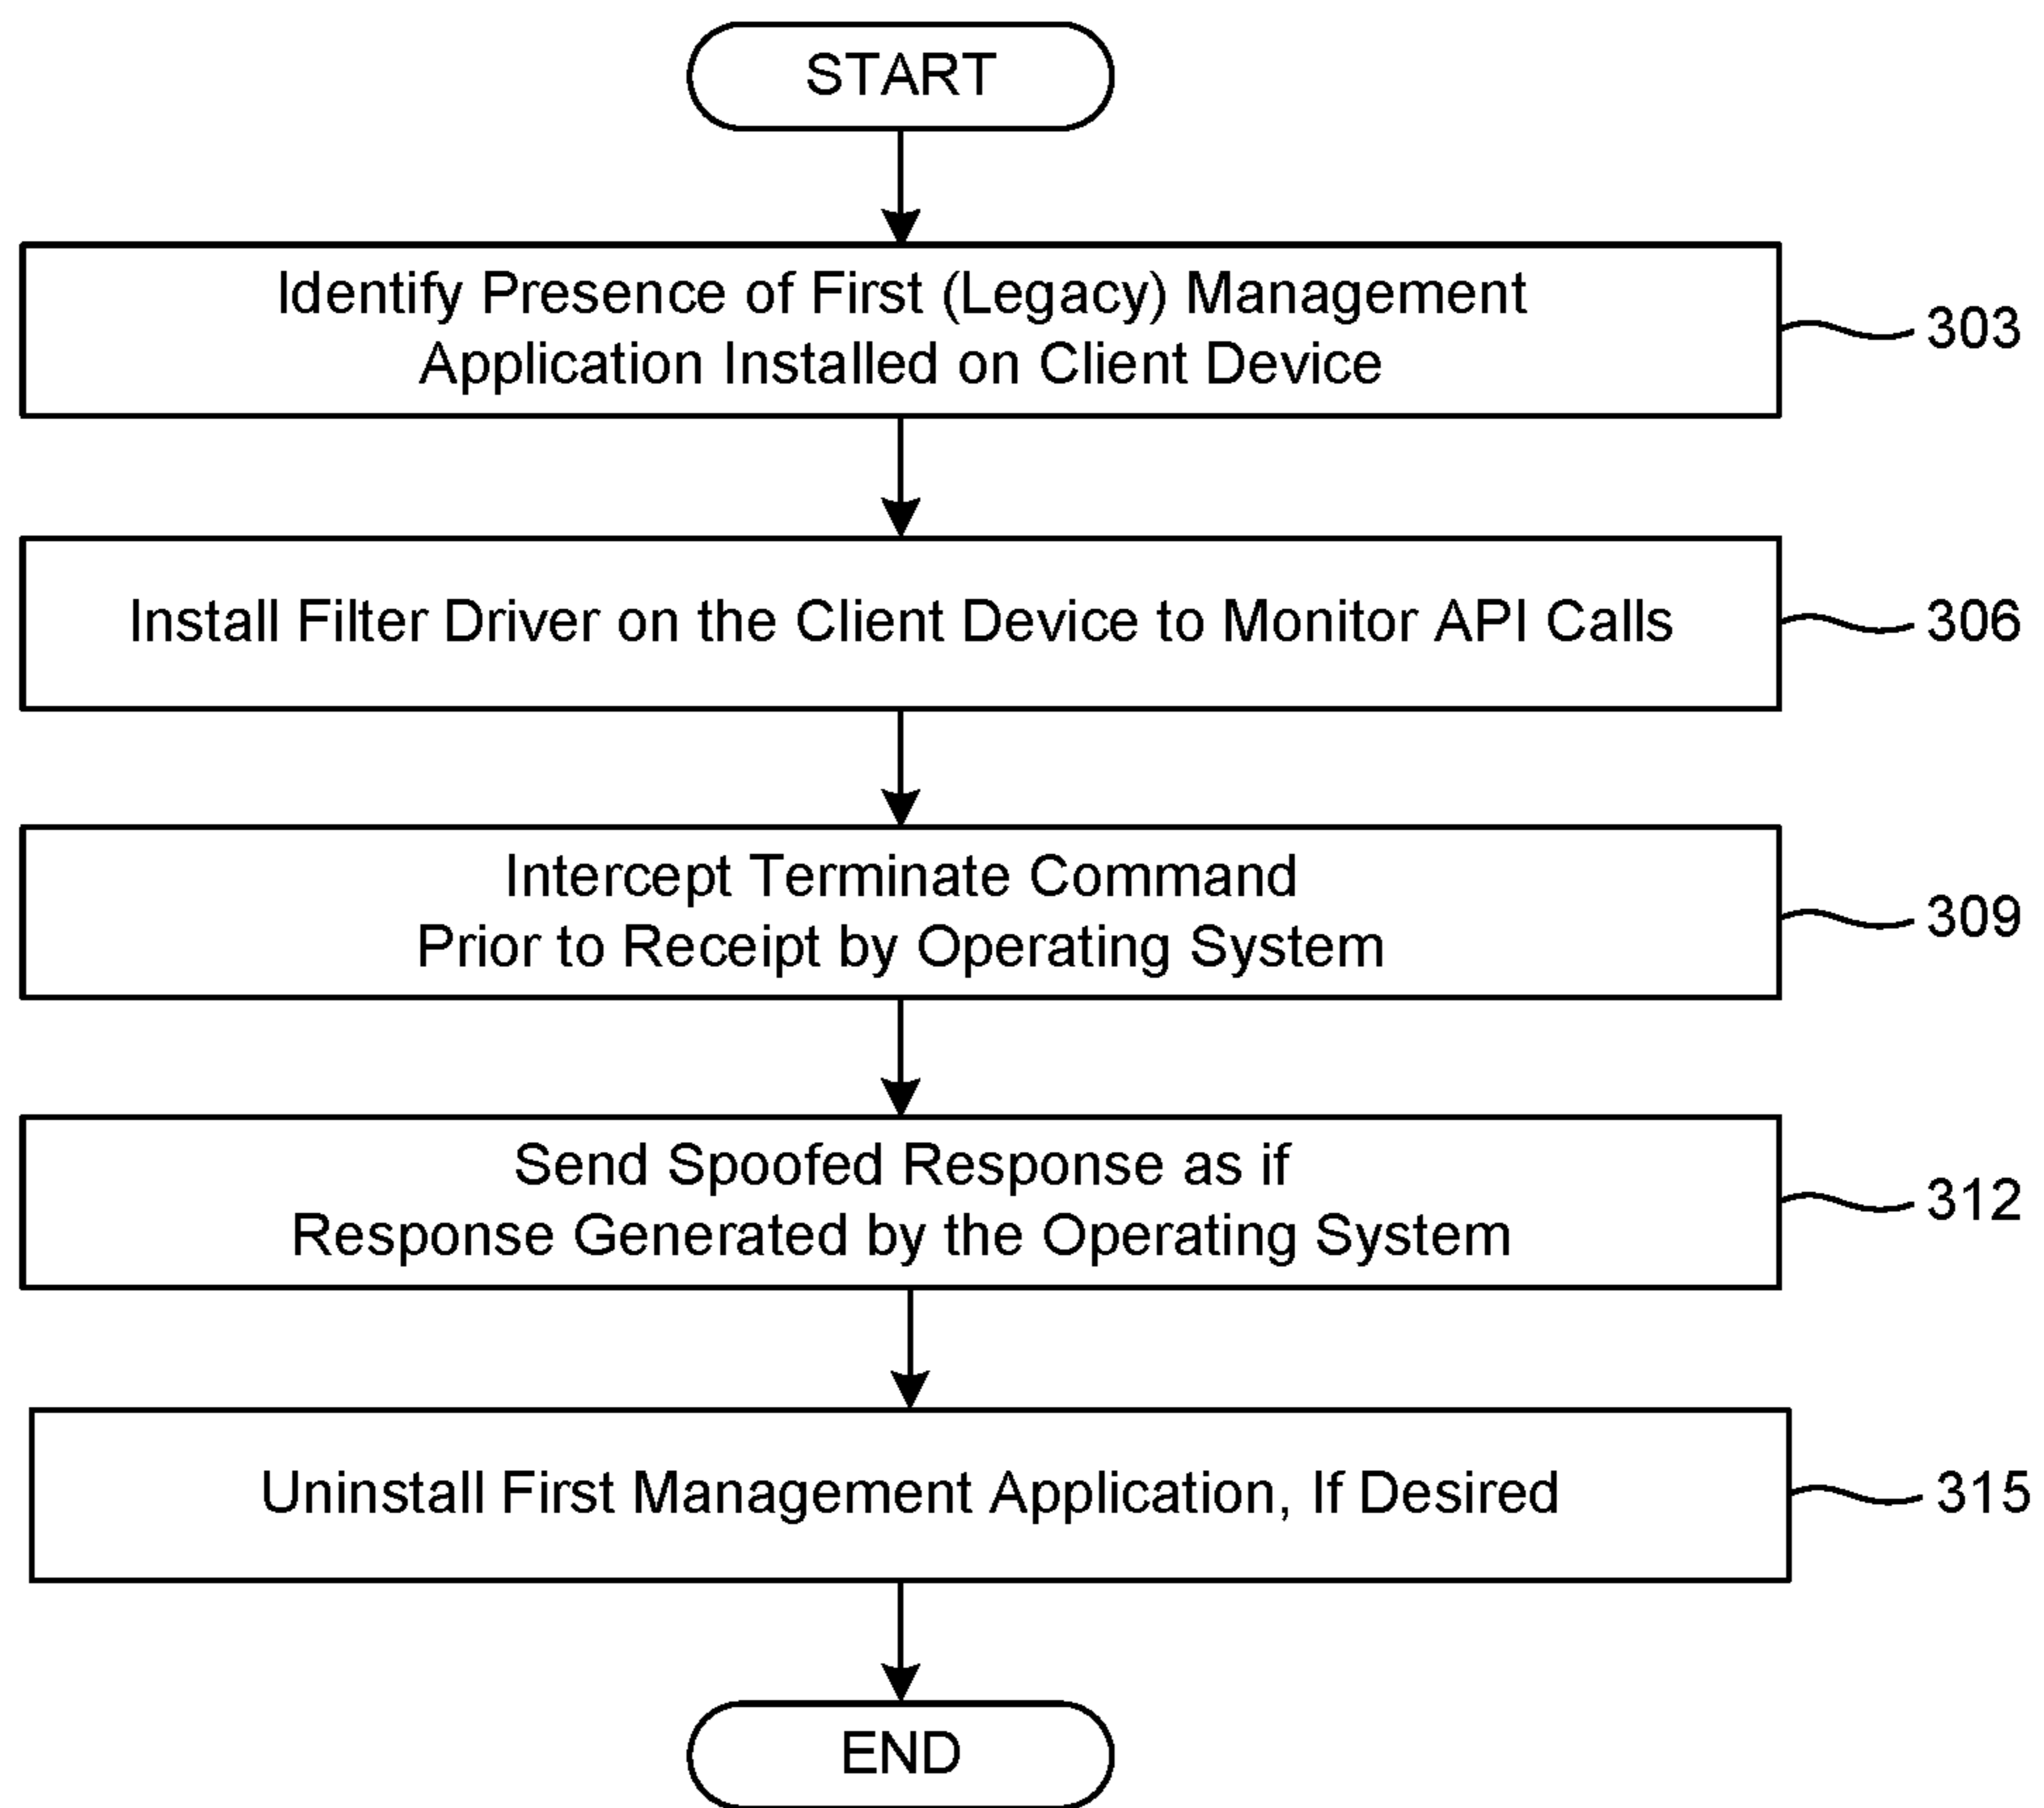 START
Identify Presence of First (Legacy) Management
Application Installed on Client Device
303
Install Filter Driver on the Client Device to Monitor API Calls
306
Intercept Terminate Command
Prior to Receipt by Operating System
309
Send Spoofed Response as if
Response Generated by the Operating System
312
Uninstall First Management Application, If Desired
315
END